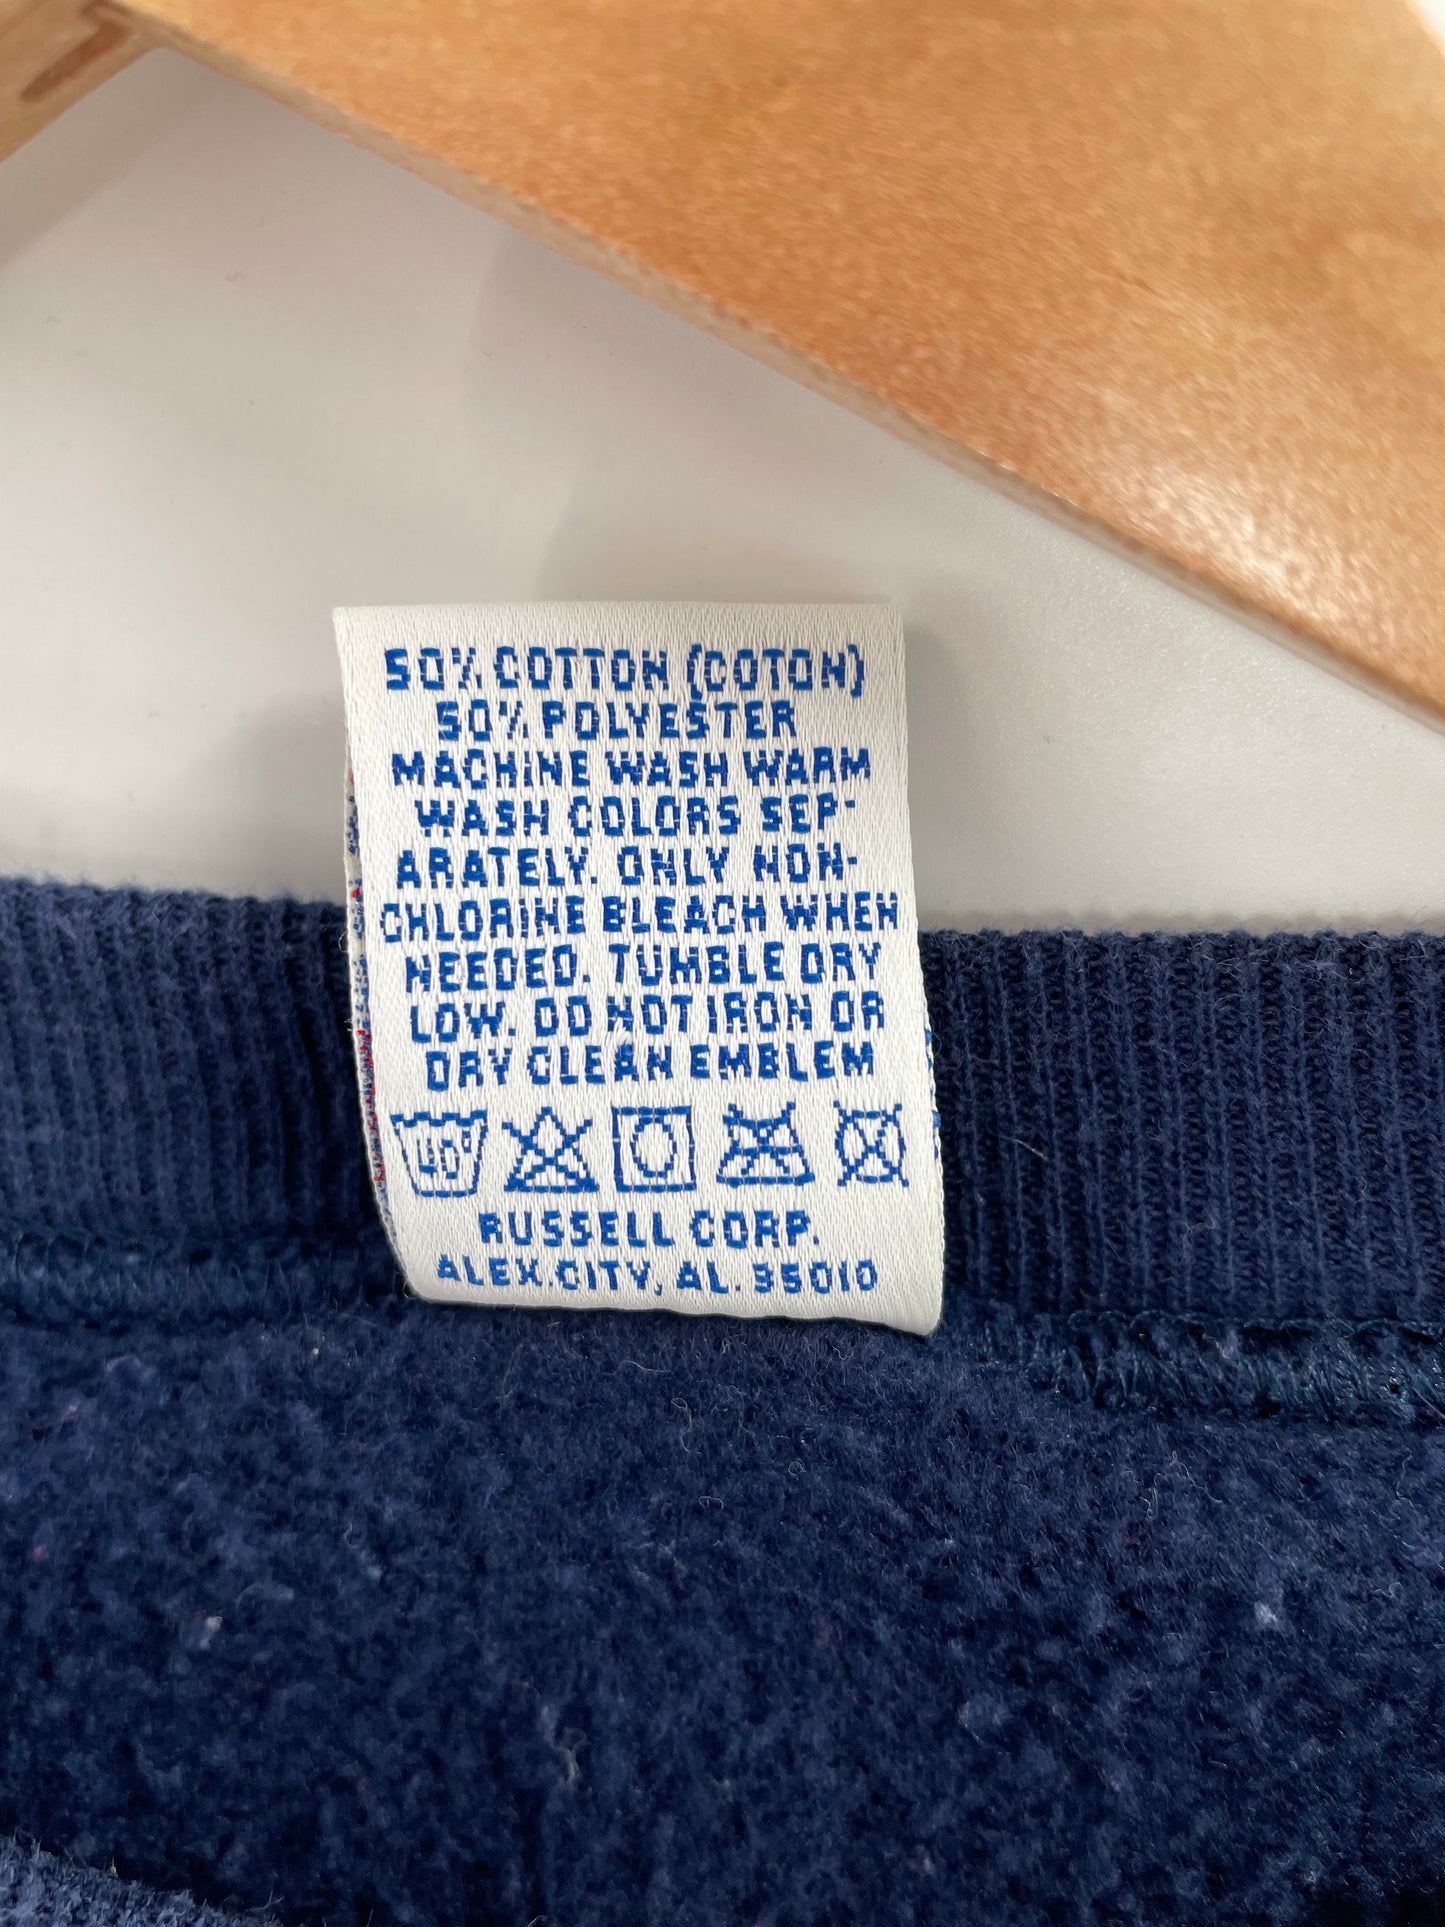 50% COTTON (COTON)
50% POLYESTER
MACHINE WASH WARM
WASH COLORS SEP-
ARATELY. ONLY NON-
CHLORINE BLEACH WHEN
NEEDED. TUMBLE DRY
LOW. DO NOT IRON OR
DRY CLEAN EMBLEM
40°
RUSSELL CORP.
ALEX.CITY, AL. 35010